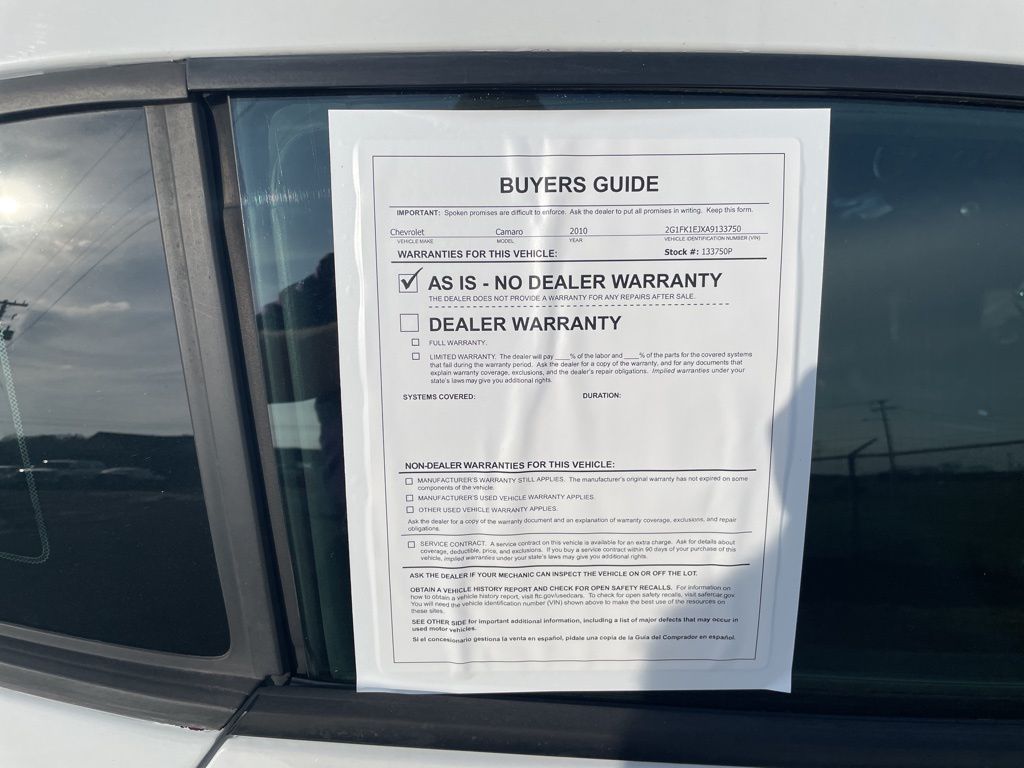 BUYERS GUIDE
IMPORTANT: Spoken promises are difficult to enforce. Ask the dealer to put all promises in writing. Keep this form.
Chevrolet Camaro 2010 2G1FK1EJXA9133750
VEHICLE MAKE MODEL YEAR VEHICLE IDENTIFICATION NUMBER (VIN)
WARRANTIES FOR THIS VEHICLE: Stock #: 133750P
AS IS - NO DEALER WARRANTY
THE DEALER DOES NOT PROVIDE A WARRANTY FOR ANY REPAIRS AFTER SALE.
DEALER WARRANTY
FULL WARRANTY.
LIMITED WARRANTY. The dealer will pay ____% of the labor and ____% of the parts for the covered systems
that fail during the warranty period. Ask the dealer for a copy of the warranty, and for any documents that
explain warranty coverage, exclusions, and the dealer's repair obligations. Implied warranties under your
state's laws may give you additional rights.
SYSTEMS COVERED: DURATION:
NON-DEALER WARRANTIES FOR THIS VEHICLE:
MANUFACTURER'S WARRANTY STILL APPLIES. The manufacturer's original warranty has not expired on some
components of the vehicle.
MANUFACTURER'S USED VEHICLE WARRANTY APPLIES.
OTHER USED VEHICLE WARRANTY APPLIES.
Ask the dealer for a copy of the warranty document and an explanation of warranty coverage, exclusions, and repair
obligations.
SERVICE CONTRACT. A service contract on this vehicle is available for an extra charge. Ask for details about
coverage, deductible, price, and exclusions. If you buy a service contract within 90 days of your purchase of this
vehicle, implied warranties under your state's laws may give you additional rights.
ASK THE DEALER IF YOUR MECHANIC CAN INSPECT THE VEHICLE ON OR OFF THE LOT.
OBTAIN A VEHICLE HISTORY REPORT AND CHECK FOR OPEN SAFETY RECALLS. For information on
how to obtain a vehicle history report, visit ftc.gov/usedcars. To check for open safety recalls, visit safercar.gov.
You will need the vehicle identification number (VIN) shown above to make the best use of the resources on
these sites.
SEE OTHER SIDE for important additional information, including a list of major defects that may occur in
used motor vehicles.
Si el concesionario gestiona la venta en español, pídale una copia de la Guía del Comprador en español.